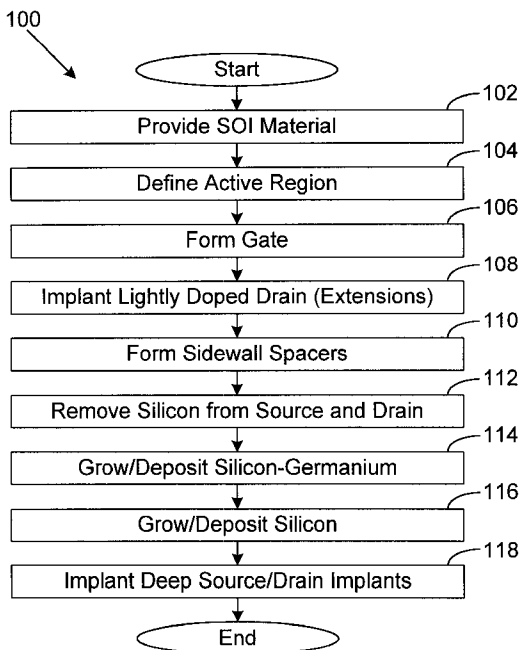 100
Start
102
Provide SOI Material
104
Define Active Region
106
Form Gate
108
Implant Lightly Doped Drain (Extensions)
110
Form Sidewall Spacers
112
Remove Silicon from Source and Drain
114
Grow/Deposit Silicon-Germanium
116
Grow/Deposit Silicon
118
Implant Deep Source/Drain Implants
End